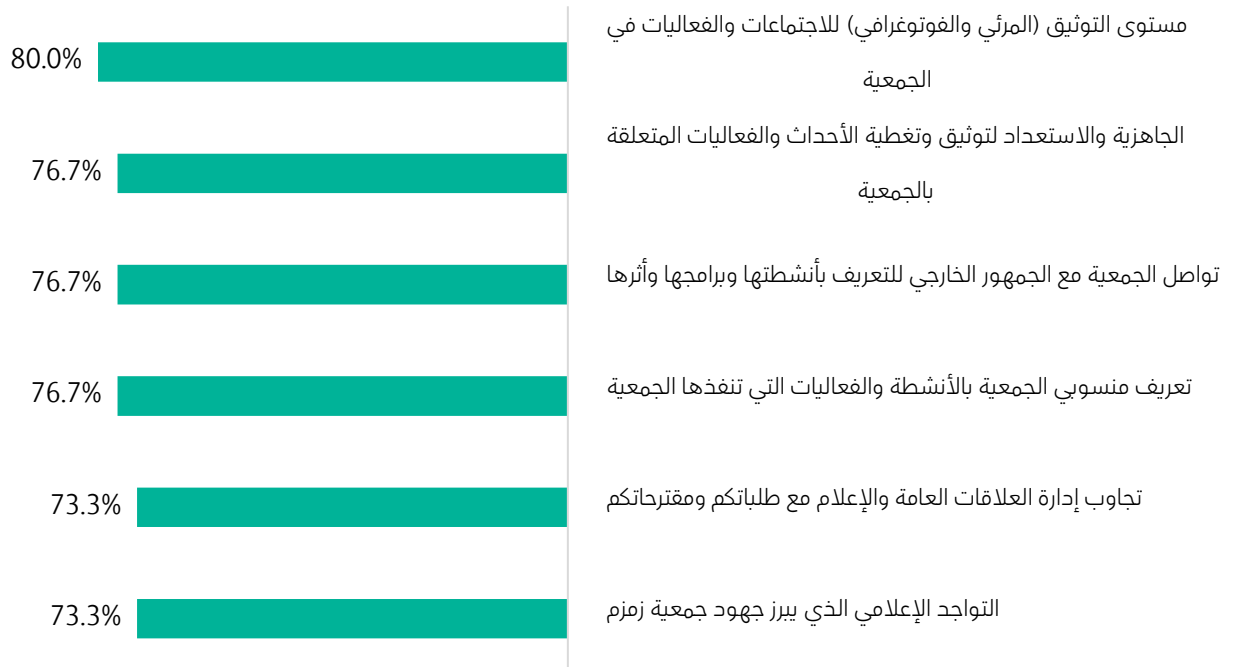 مستوى التوثيق (المرئي والفوتوغرافي) للاجتماعات والفعاليات في
الجمعية
80.0%
الجاهزية والاستعداد لتوثيق وتغطية الأحداث والفعاليات المتعلقة
بالجمعية
76.7%
تواصل الجمعية مع الجمهور الخارجي للتعريف بأنشطتها وبرامجها وأثرها
76.7%
تعريف منسوبي الجمعية بالأنشطة والفعاليات التي تنفذها الجمعية
76.7%
تجاوب إدارة العلاقات العامة والإعلام مع طلباتكم ومقترحاتكم
73.3%
التواجد الإعلامي الذي يبرز جهود جمعية زمزم
73.3%